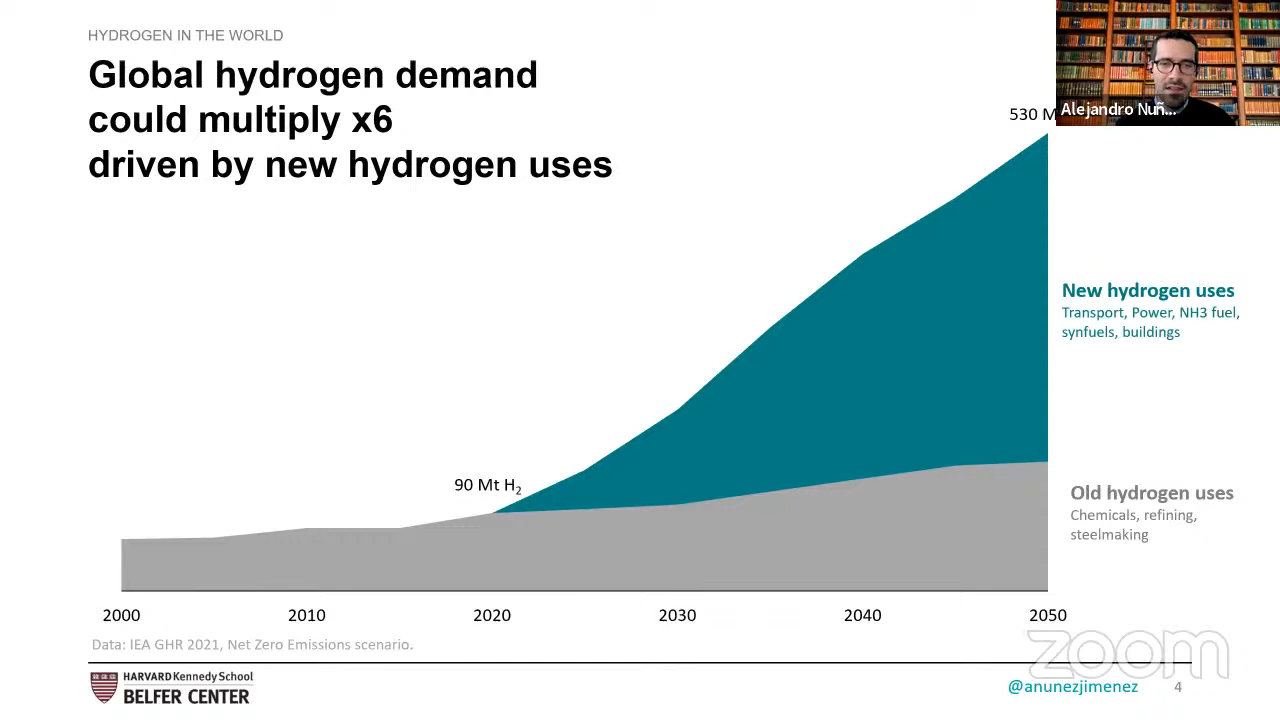 HYDROGEN IN THE WORLD
Global hydrogen demand
could multiply x6
driven by new hydrogen uses
Alejandro Nuñ...
530 M
New hydrogen uses
Transport, Power, NH3 fuel,
synfuels, buildings
90 Mt H₂
Old hydrogen uses
Chemicals, refining,
steelmaking
2000 2010 2020 2030 2040 2050
Data: IEA GHR 2021, Net Zero Emissions scenario.
zoom
HARVARD Kennedy School
BELFER CENTER
@anunezjimenez 4